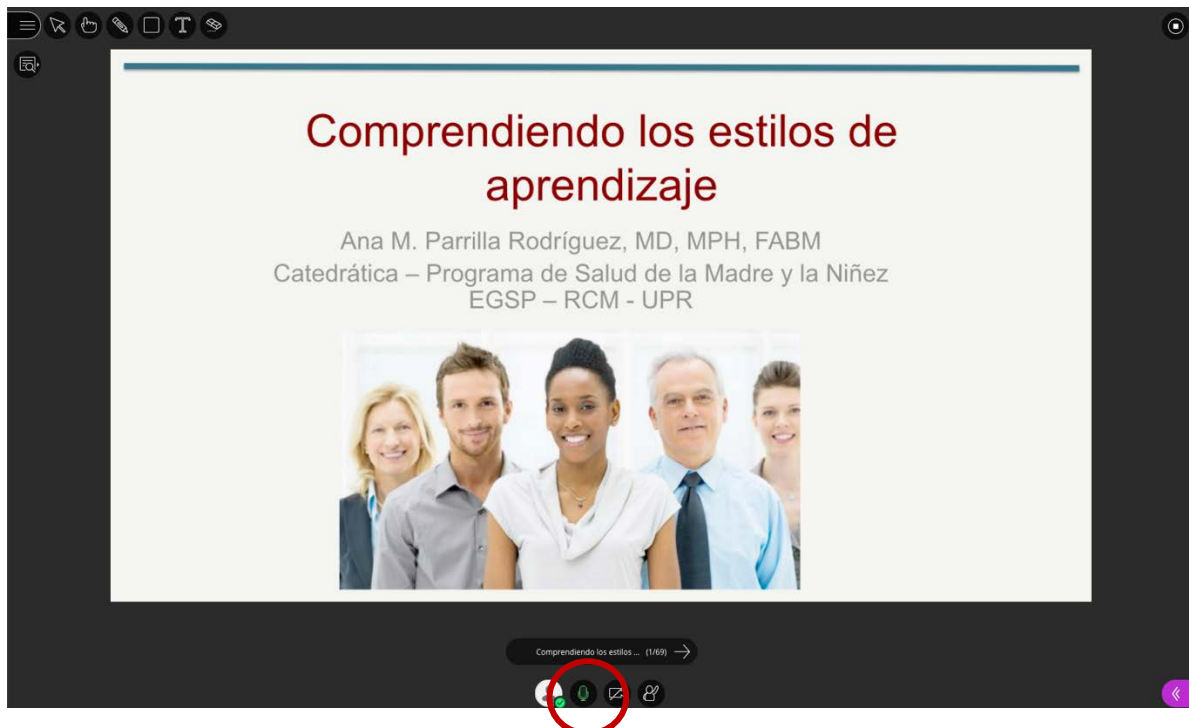 Comprendiendo los estilos de
aprendizaje
Ana M. Parrilla Rodríguez, MD, MPH, FABM
Catedrática – Programa de Salud de la Madre y la Niñez
EGSP – RCM - UPR
Comprendiendo los estilos ... (1/69)